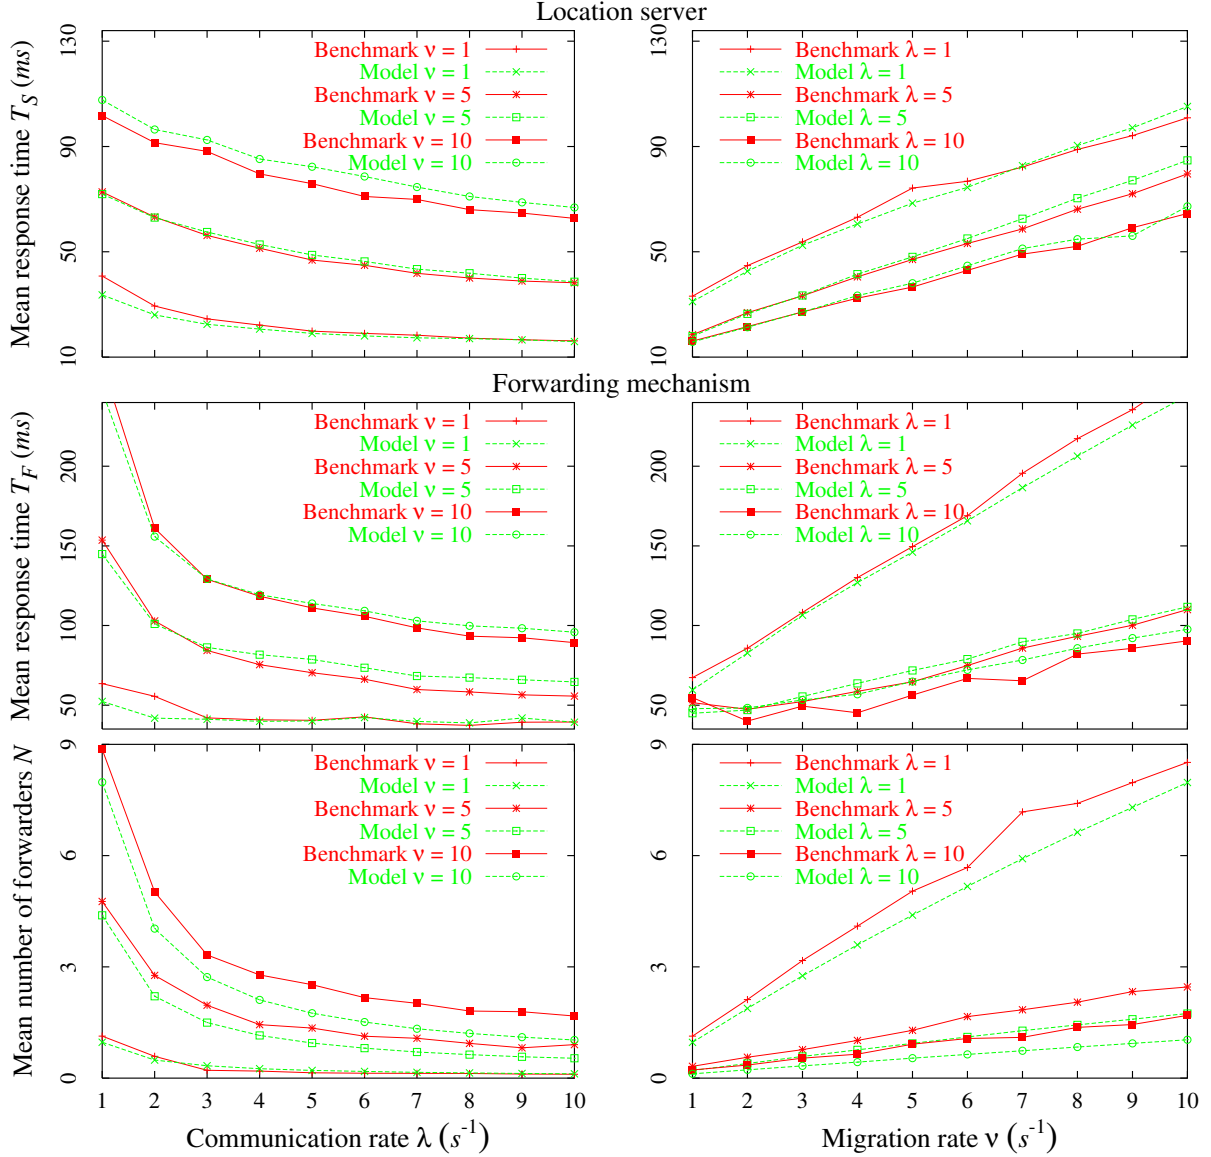 Location server
Mean response time T_S (ms)
130
90
50
10
Benchmark ν = 1
Model ν = 1
Benchmark ν = 5
Model ν = 5
Benchmark ν = 10
Model ν = 10
130
90
50
10
Benchmark λ = 1
Model λ = 1
Benchmark λ = 5
Model λ = 5
Benchmark λ = 10
Model λ = 10
Forwarding mechanism
Mean response time T_F (ms)
200
150
100
50
Benchmark ν = 1
Model ν = 1
Benchmark ν = 5
Model ν = 5
Benchmark ν = 10
Model ν = 10
200
150
100
50
Benchmark λ = 1
Model λ = 1
Benchmark λ = 5
Model λ = 5
Benchmark λ = 10
Model λ = 10
Mean number of forwarders N
9
6
3
0
Benchmark ν = 1
Model ν = 1
Benchmark ν = 5
Model ν = 5
Benchmark ν = 10
Model ν = 10
1 2 3 4 5 6 7 8 9 10
Communication rate λ (s⁻¹)
9
6
3
0
Benchmark λ = 1
Model λ = 1
Benchmark λ = 5
Model λ = 5
Benchmark λ = 10
Model λ = 10
1 2 3 4 5 6 7 8 9 10
Migration rate ν (s⁻¹)